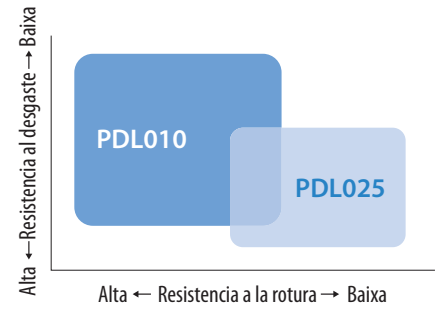 Alta ←Resistencia al desgaste→ Baixa
PDL010
PDL025
Alta ← Resistencia a la rotura → Baixa